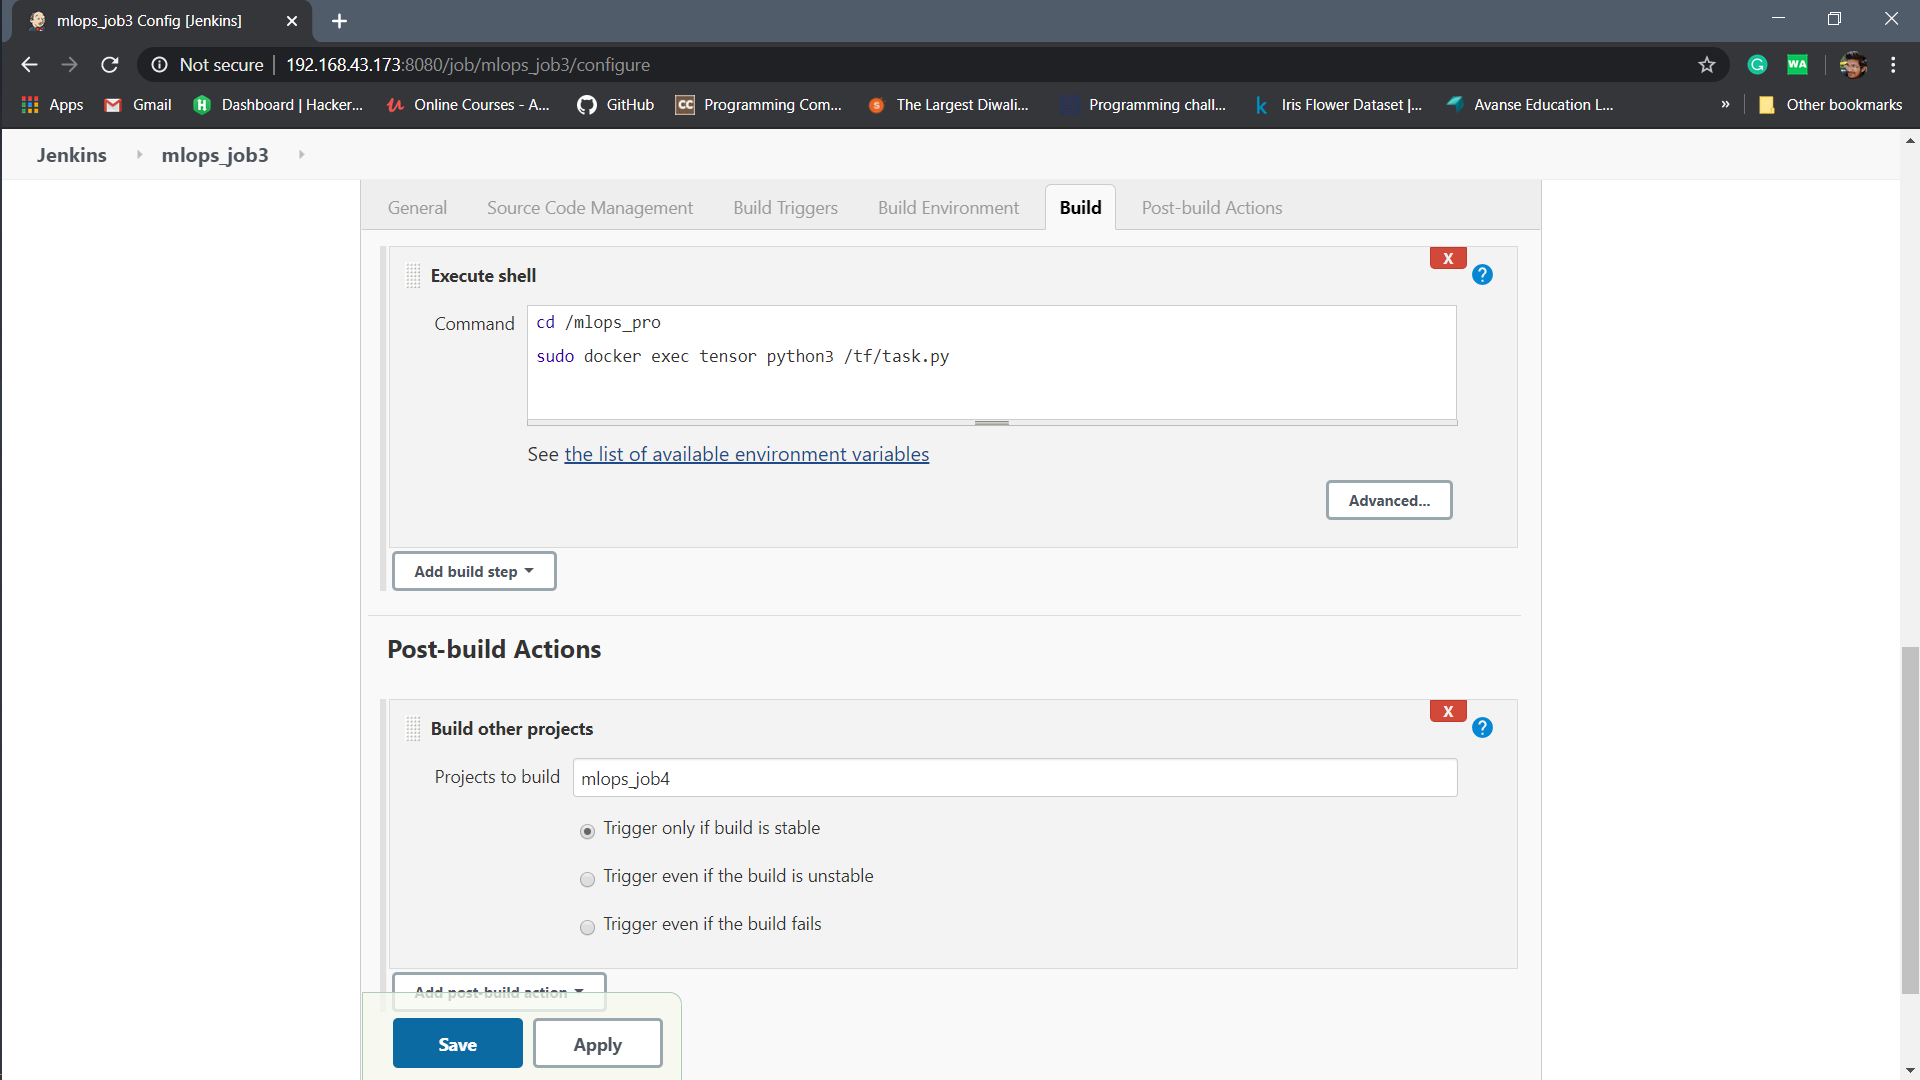 mlops_job3 Config [Jenkins]
Not secure | 192.168.43.173:8080/job/mlops_job3/configure
G
WA
Apps
Gmail
H
Dashboard | Hacker...
Online Courses - A...
GitHub
CC
Programming Com...
S
The Largest Diwali...
Programming chall...
k
Iris Flower Dataset |...
Avanse Education L...
»
Other bookmarks
Jenkins
mlops_job3
General
Source Code Management
Build Triggers
Build Environment
Build
Post-build Actions
X
Execute shell
?
Command
cd /mlops_pro
sudo docker exec tensor python3 /tf/task.py
See the list of available environment variables
Advanced...
Add build step
Post-build Actions
X
Build other projects
?
Projects to build
mlops_job4
Trigger only if build is stable
Trigger even if the build is unstable
Trigger even if the build fails
Add post-build action
Save
Apply